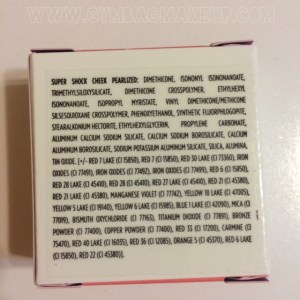 WWW.GYMBAGMAKEUP.COM
SUPER SHOCK CHEEK PEARLIZED: DIMETHICONE, ISONONYL ISONONANOATE,
TRIMETHYLSILOXYSILICATE, DIMETHICONE CROSSPOLYMER, ETHYLHEXYL
ISONONANOATE, ISOPROPYL MYRISTATE, VINYL DIMETHICONE/METHICONE
SILSESQUIOXANE CROSSPOLYMER, PHENOXYETHANOL, SYNTHETIC FLUORPHLOGOPITE,
STEARALKONIUM HECTORITE, ETHYLHEXYLGLYCERIN, PROPYLENE CARBONATE,
ALUMINUM CALCIUM SODIUM SILICATE, CALCIUM SODIUM BOROSILICATE, CALCIUM
ALUMINUM BOROSILICATE, SODIUM POTASSIUM ALUMINUM SILICATE, SILICA, ALUMINA,
TIN OXIDE, [+/- RED 7 LAKE (CI 15850), RED 7 (CI 15850), RED 30 LAKE (CI 73360), IRON
OXIDES (CI 77491), IRON OXIDES (CI 77499), RED 6 (CI 15850), RED 27 LAKE (CI 45410),
RED 28 LAKE (CI 45410), RED 28 (CI 45410), IRON OXIDES (CI 77492), RED 22 LAKE (CI 45380),
RED 21 LAKE (CI 45380), MANGANESE VIOLET (CI 77742), YELLOW 10 LAKE (CI 47005),
YELLOW 5 LAKE (CI 19140), YELLOW 6 LAKE (CI 15985), BLUE 1 LAKE (CI 42090), MICA (CI
77019), BISMUTH OXYCHLORIDE (CI 77163), TITANIUM DIOXIDE (CI 77891), BRONZE
POWDER (CI 77400), COPPER POWDER (CI 77400), RED 33 (CI 17200), CARMINE (CI
75470), RED 40 LAKE (CI 16035), RED 36 (CI 12085), ORANGE 5 (CI 45370), RED 6 LAKE
(CI 15850), RED 22 (CI 45380)].